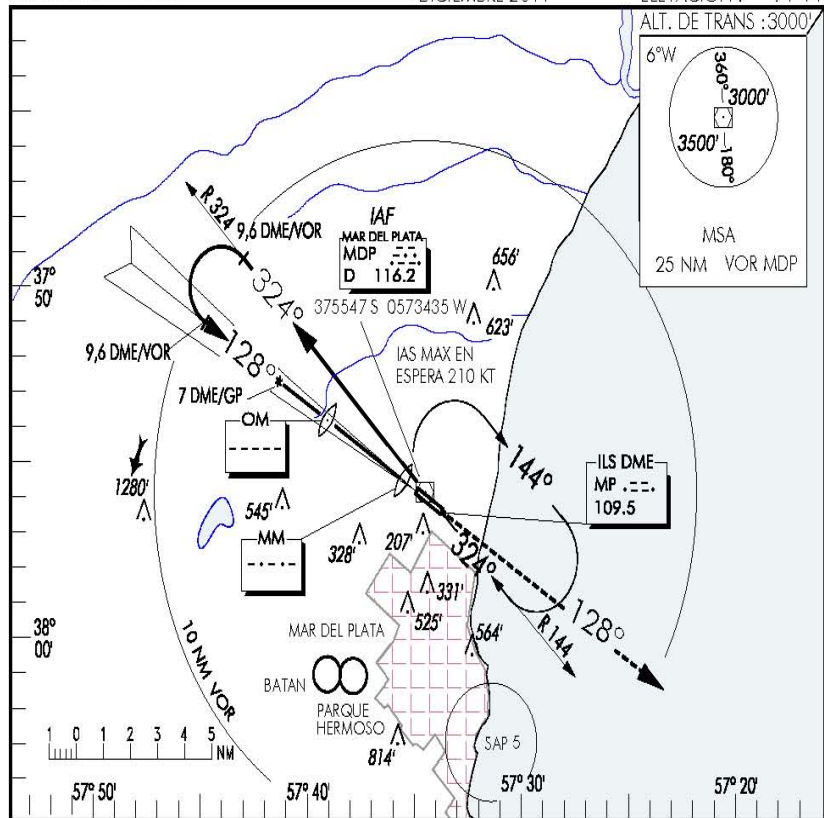 ALT. DE TRANS :3000'
6°W
360°
3000'
3500'
180°
MSA
25 NM VOR MDP
R 324
9,6 DME/VOR
324°
IAF
MAR DEL PLATA
MDP
D 116.2
375547 S 0573435 W
656'
623'
37°
50'
9,6 DME/VOR
128°
7 DME/GP
IAS MAX EN
ESPERA 210 KT
OM
144°
ILS DME
MP
109.5
1280'
545'
MM
328'
207'
324°
331'
525'
128°
R 144
564'
38°
00'
10 NM VOR
MAR DEL PLATA
BATAN
PARQUE
HERMOSO
814'
SAP 5
1 0 1 2 3 4 5
NM
57° 50'
57° 40'
57° 30'
57° 20'